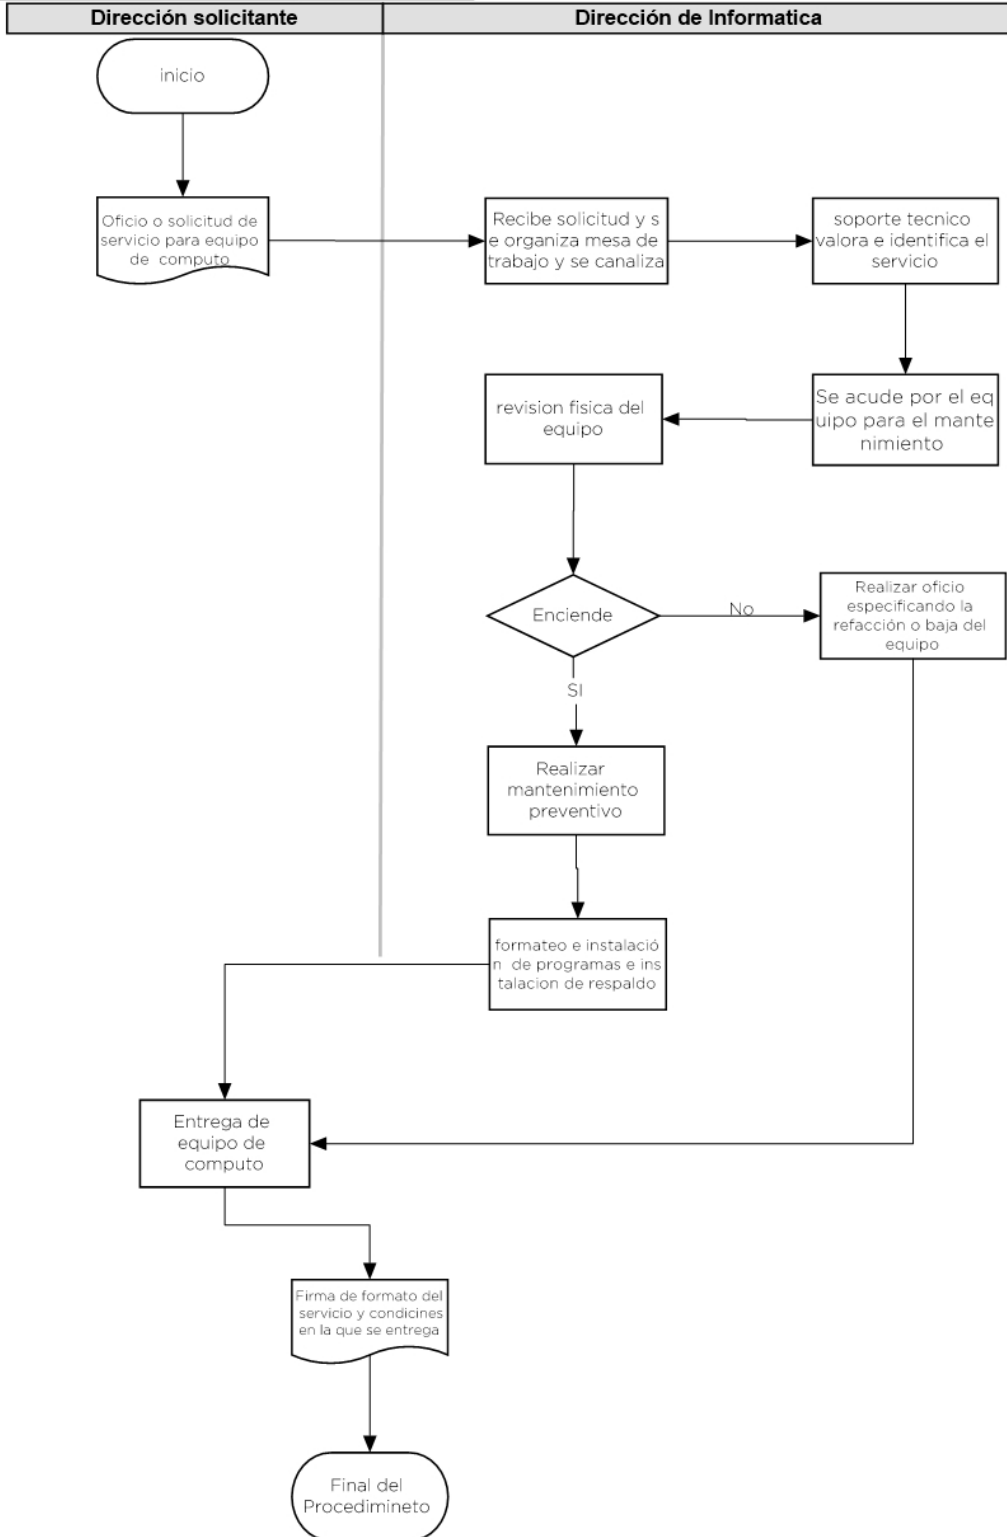 Dirección solicitante
Dirección de Informatica
inicio
Oficio o solicitud de
servicio para equipo
de computo
Recibe solicitud y s
e organiza mesa de
trabajo y se canaliza
soporte tecnico
valora e identifica el
servicio
Se acude por el eq
uipo para el mante
nimiento
revision fisica del
equipo
Enciende
No
Realizar oficio
especificando la
refacción o baja del
equipo
SI
Realizar
mantenimiento
preventivo
formateo e instalació
n de programas e ins
talacion de respaldo
Entrega de
equipo de
computo
Firma de formato del
servicio y condicines
en la que se entrega
Final del
Procedimineto